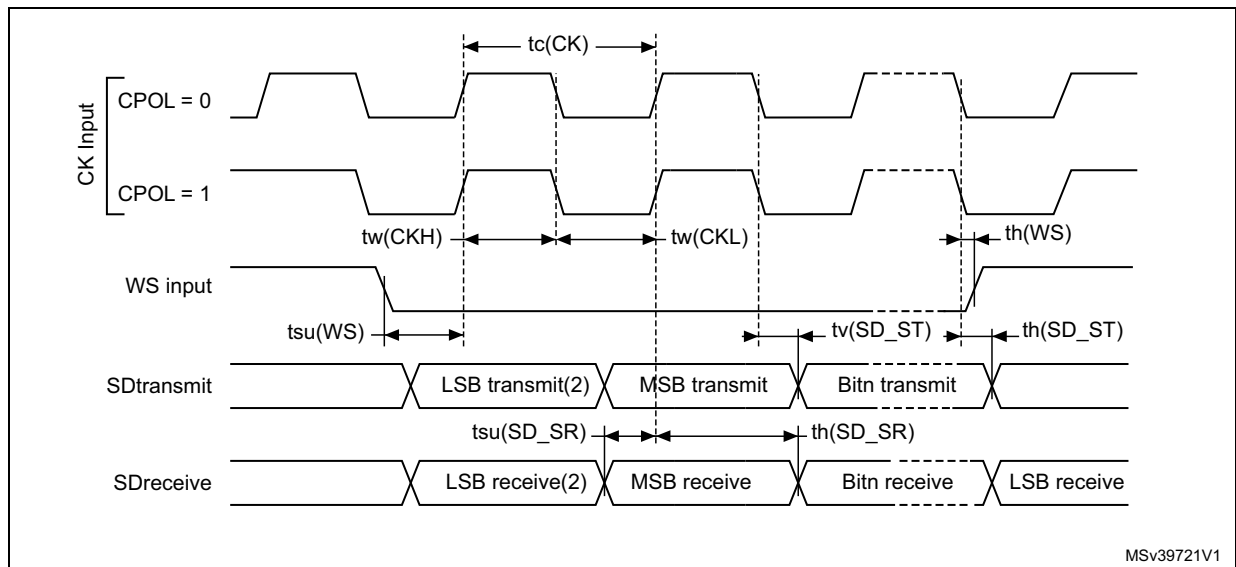 tc(CK)
CK Input
CPOL = 0
CPOL = 1
tw(CKH)
tw(CKL)
th(WS)
WS input
tsu(WS)
tv(SD_ST)
th(SD_ST)
SDtransmit
LSB transmit(2)
MSB transmit
Bitn transmit
tsu(SD_SR)
th(SD_SR)
SDreceive
LSB receive(2)
MSB receive
Bitn receive
LSB receive
MSv39721V1